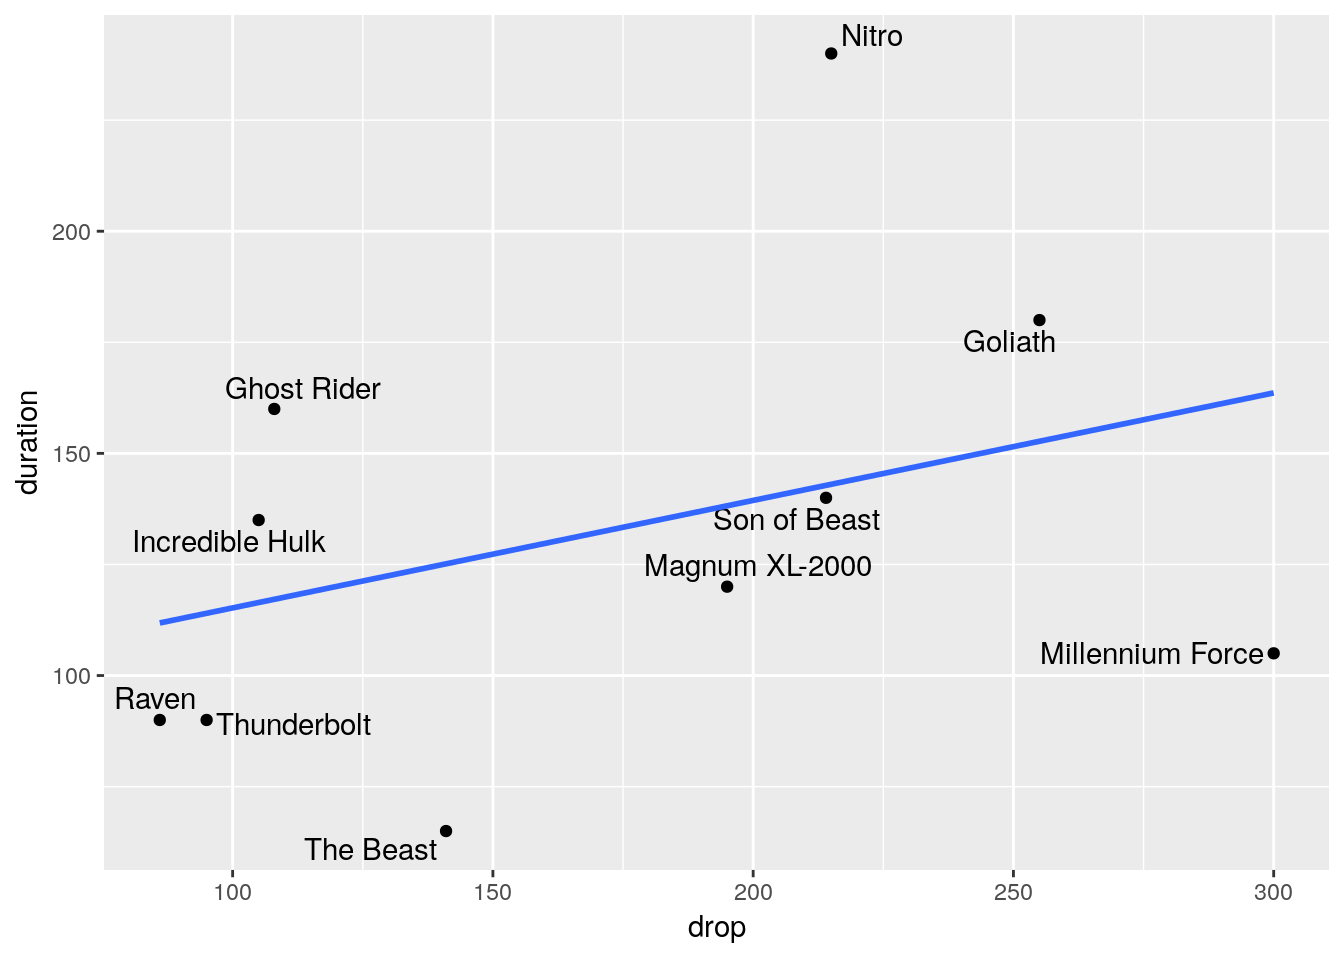 Nitro
200
Goliath
Ghost Rider
duration
150
Son of Beast
Incredible Hulk
Magnum XL-2000
Millennium Force
100
Raven
Thunderbolt
The Beast
100 150 200 250 300
drop